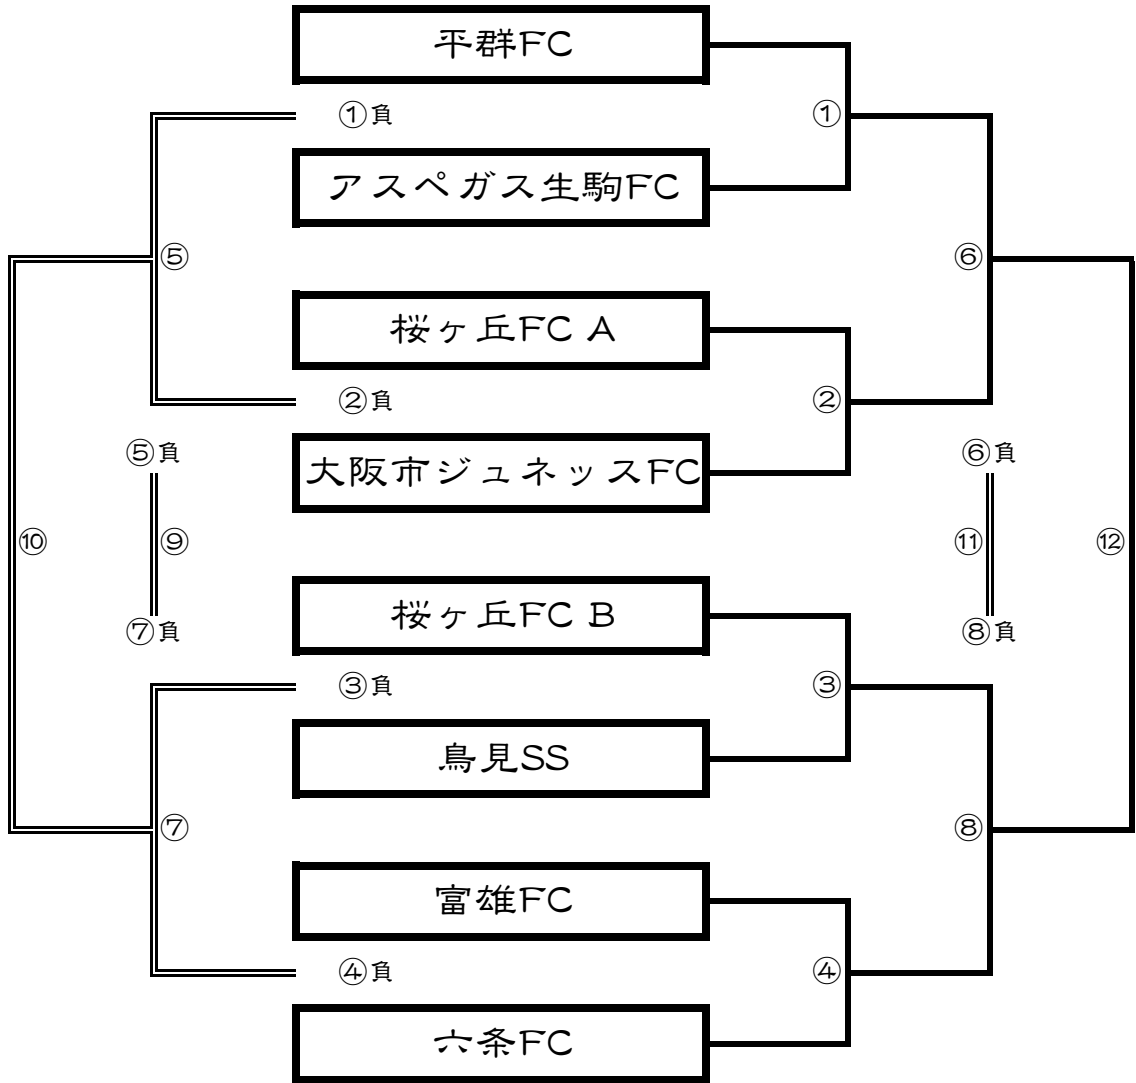 平群FC
①負
①
アスペガス生駒FC
⑤
⑥
桜ヶ丘FC A
②負
②
⑤負
⑥負
大阪市ジュネッスFC
⑩
⑨
⑪
⑫
桜ヶ丘FC B
⑦負
⑧負
③負
③
鳥見SS
⑦
⑧
富雄FC
④負
④
六条FC